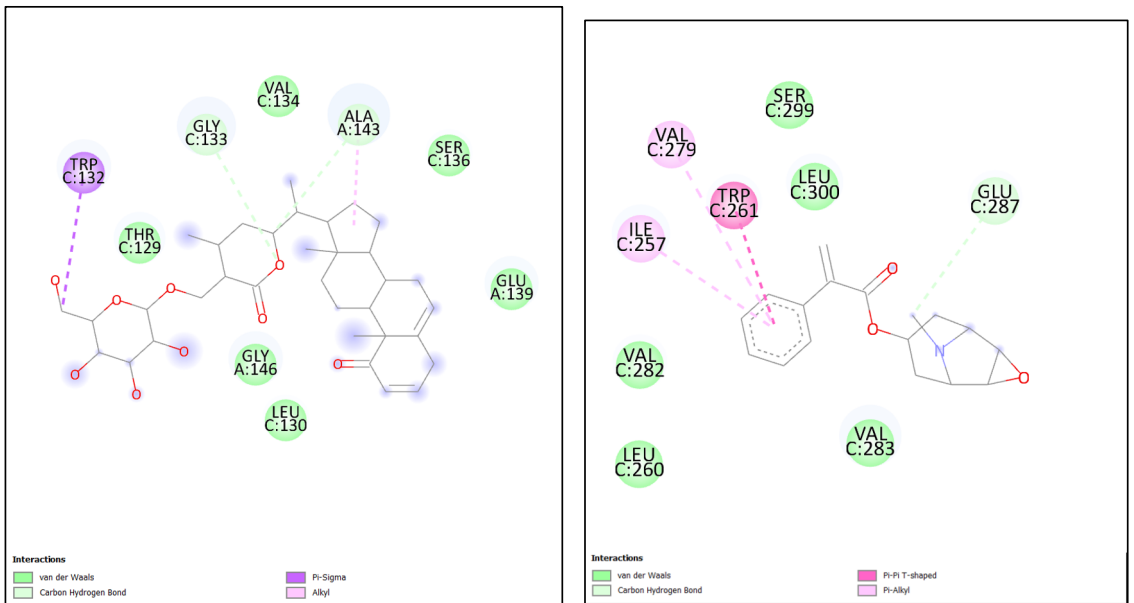 VAL
C:134
GLY
C:133
ALA
A:143
SER
C:136
TRP
C:132
THR
C:129
GLU
A:139
GLY
A:146
LEU
C:130
O
O
O
O
O
O
O
O
O
O
Interactions
van der Waals
Carbon Hydrogen Bond
Pi-Sigma
Alkyl
SER
C:299
VAL
C:279
LEU
C:300
TRP
C:261
GLU
C:287
ILE
C:257
VAL
C:282
LEU
C:260
VAL
C:283
O
O
N
O
Interactions
van der Waals
Carbon Hydrogen Bond
Pi-Pi T-shaped
Pi-Alkyl